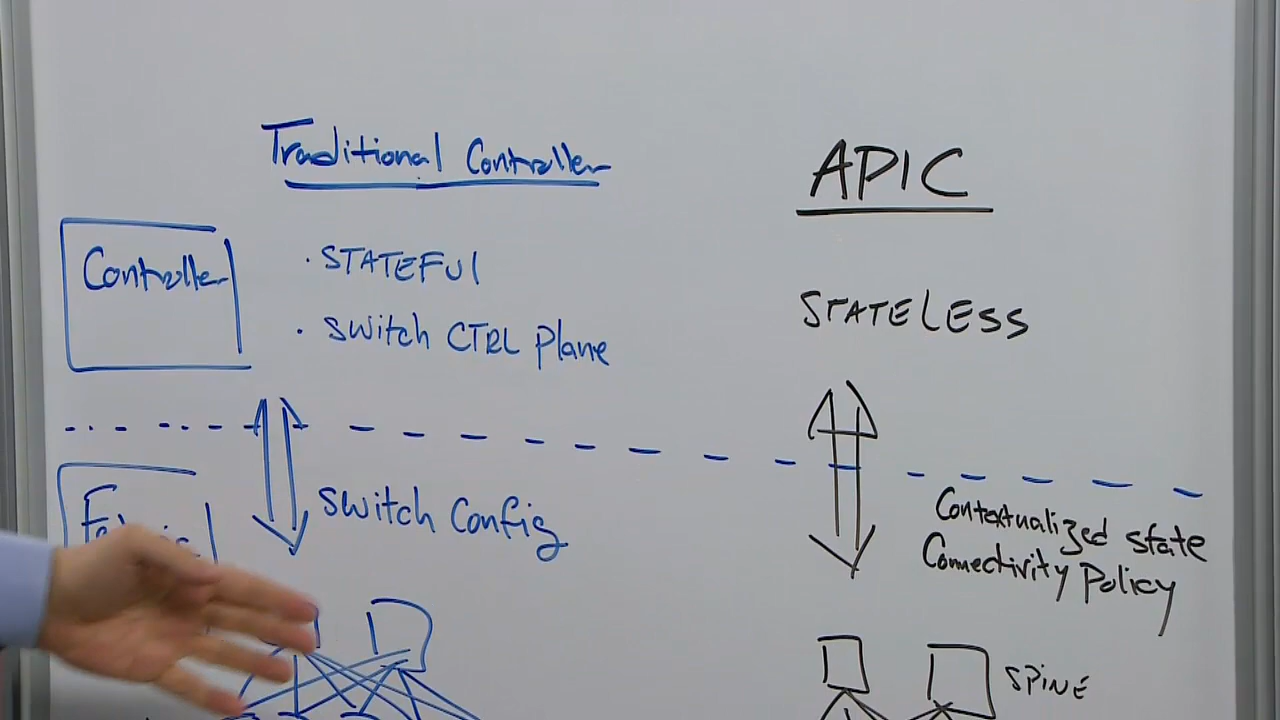 Traditional Controller
Controller
· STATEFUL
· Switch CTRL Plane
Switch Config
APIC
STATELESS
Contextualized State
Connectivity Policy
SPINE